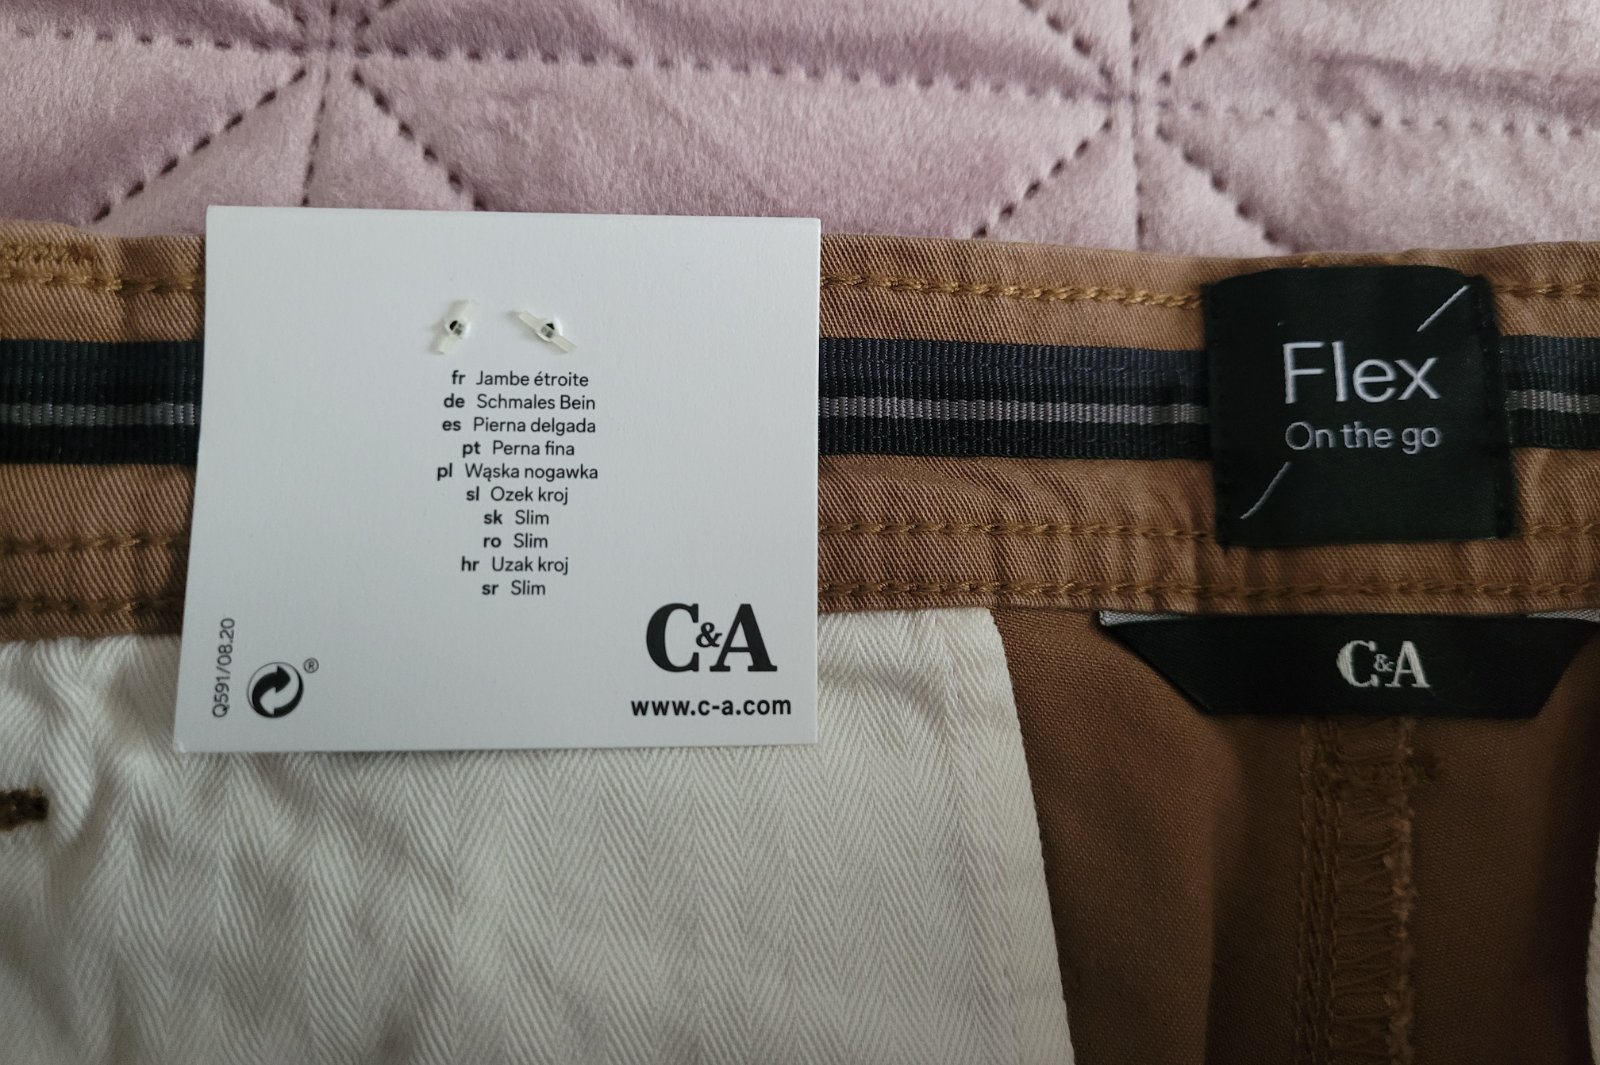 fr Jambe étroite
de Schmales Bein
es Pierna delgada
pt Perna fina
pl Wąska nogawka
sl Ozek kroj
sk Slim
ro Slim
hr Uzak kroj
sr Slim
Q591/08.20
®
C&A
www.c-a.com
Flex
On the go
C&A